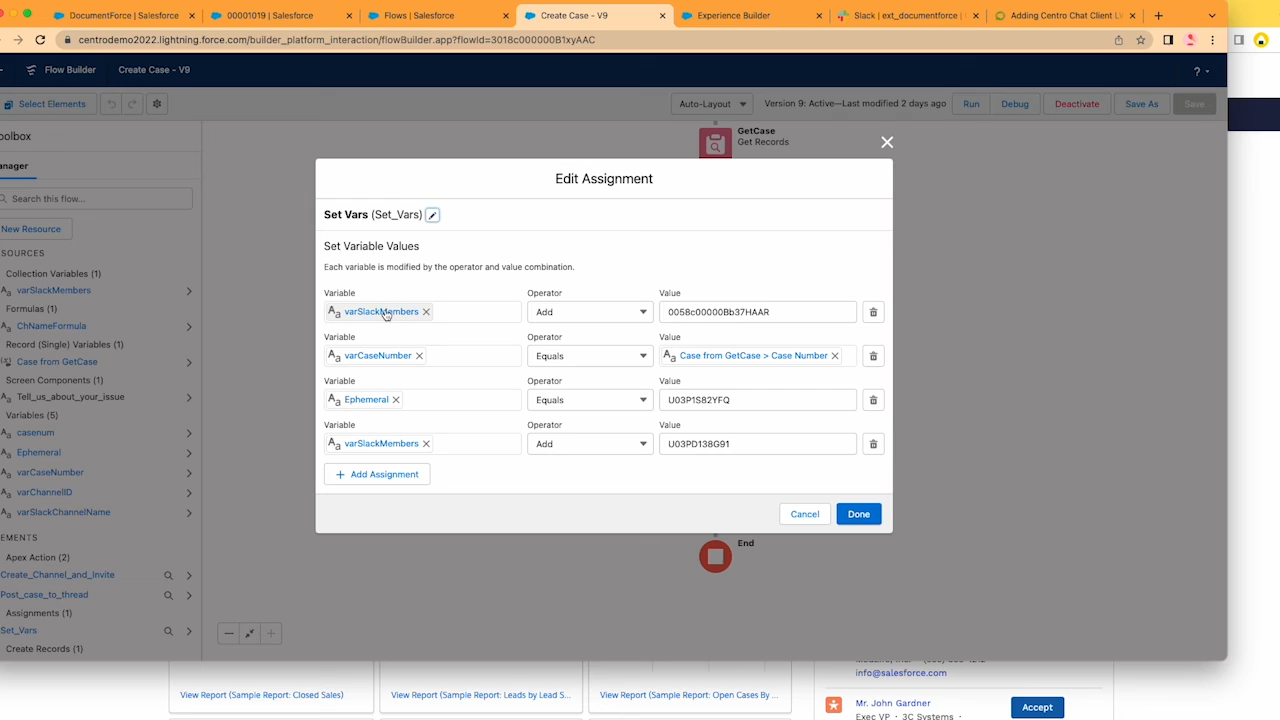 DocumentForce | Salesforce
00001019 | Salesforce
Flows | Salesforce
Create Case - V9
Experience Builder
Slack | ext_documentforce |
Adding Centro Chat Client LW
centrodemo2022.lightning.force.com/builder_platform_interaction/flowBuilder.app?flowId=3018c000000B1xyAAC
Flow Builder
Create Case - V9
?
Select Elements
Auto-Layout
Version 9: Active—Last modified 2 days ago
Run
Debug
Deactivate
Save As
Save
oolbox
anager
Search this flow...
New Resource
SOURCES
Collection Variables (1)
varSlackMembers
Formulas (1)
ChNameFormula
Record (Single) Variables (1)
Case from GetCase
Screen Components (1)
Tell_us_about_your_issue
Variables (5)
casenum
Ephemeral
varCaseNumber
varChannelID
varSlackChannelName
EMENTS
Apex Action (2)
Create_Channel_and_Invite
Post_case_to_thread
Assignments (1)
Set_Vars
Create Records (1)
GetCase
Get Records
Edit Assignment
Set Vars (Set_Vars)
Set Variable Values
Each variable is modified by the operator and value combination.
Variable Operator Value
varSlackMembers Add 0058c00000Bb37HAAR
Variable Operator Value
varCaseNumber Equals Case from GetCase > Case Number
Variable Operator Value
Ephemeral Equals U03P1S82YFQ
Variable Operator Value
varSlackMembers Add U03PD138G91
Add Assignment
Cancel
Done
End
View Report (Sample Report: Closed Sales)
View Report (Sample Report: Leads by Lead S...
View Report (Sample Report: Open Cases By ...
info@salesforce.com
Mr. John Gardner
Exec VP · 3C Systems ·
Accept